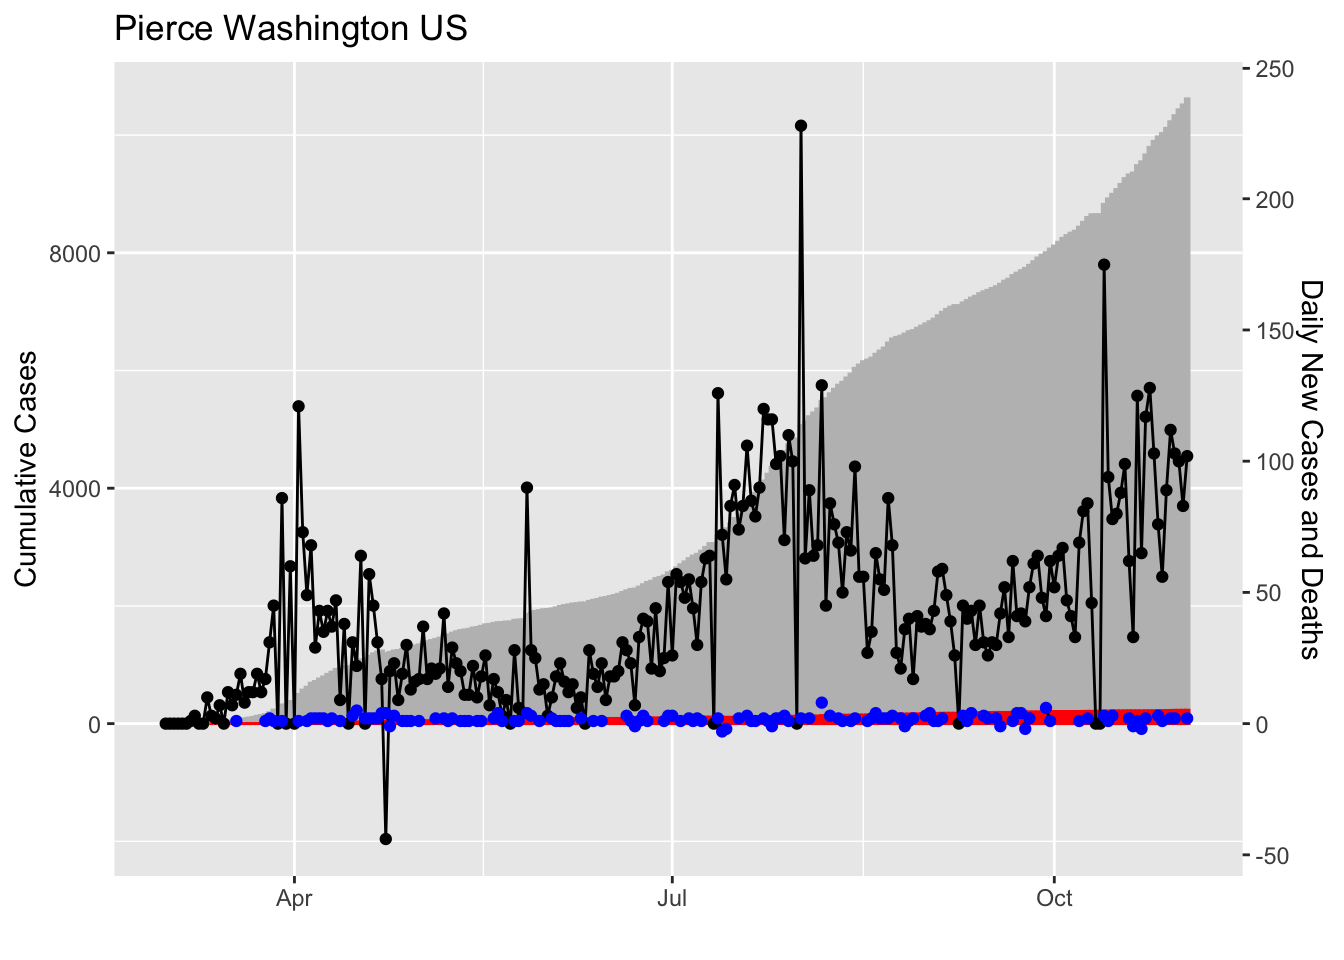 Pierce Washington US
Cumulative Cases
8000
4000
0
250
200
150
100
50
0
-50
Daily New Cases and Deaths
Apr
Jul
Oct